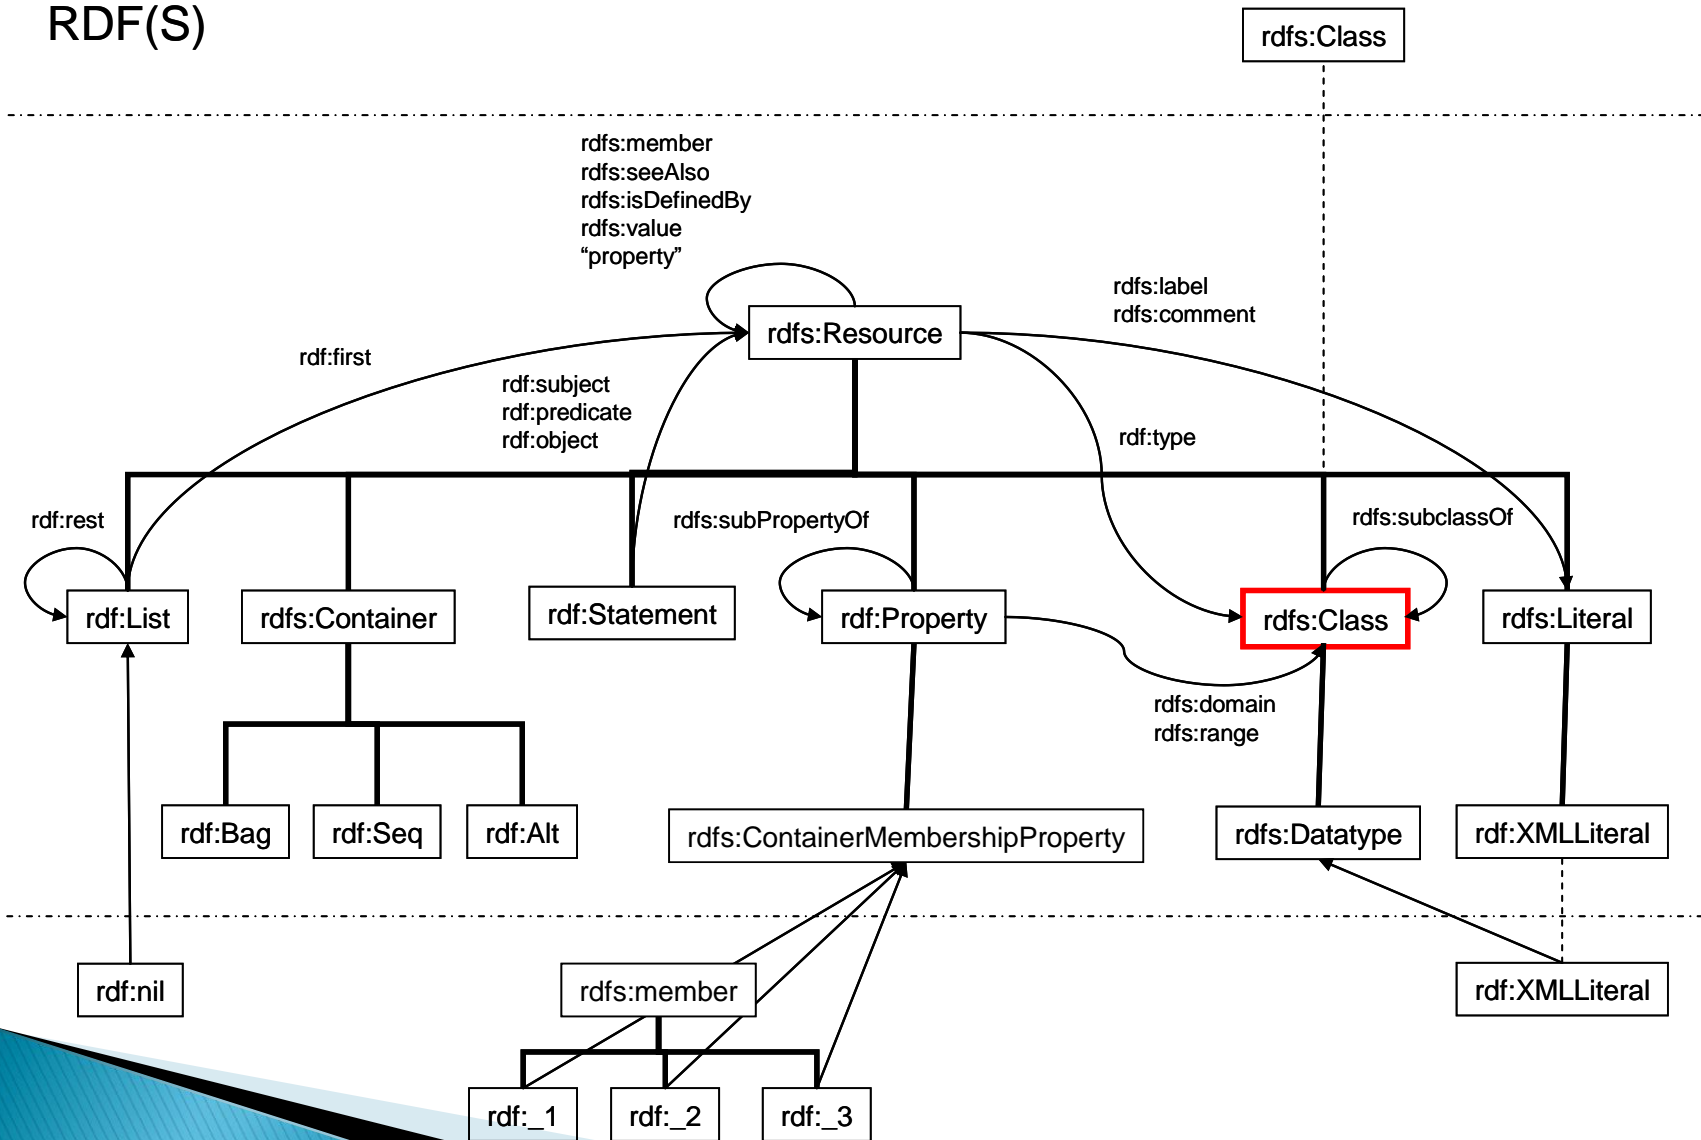 RDF(S)
rdfs:Class
rdfs:member
rdfs:seeAlso
rdfs:isDefinedBy
rdfs:value
“property”
rdfs:label
rdfs:comment
rdfs:Resource
rdf:first
rdf:subject
rdf:predicate
rdf:object
rdf:type
rdf:rest
rdfs:subPropertyOf
rdfs:subclassOf
rdf:List
rdfs:Container
rdf:Statement
rdf:Property
rdfs:Class
rdfs:Literal
rdfs:domain
rdfs:range
rdf:Bag
rdf:Seq
rdf:Alt
rdfs:ContainerMembershipProperty
rdfs:Datatype
rdf:XMLLiteral
rdf:nil
rdfs:member
rdf:XMLLiteral
rdf:_1
rdf:_2
rdf:_3